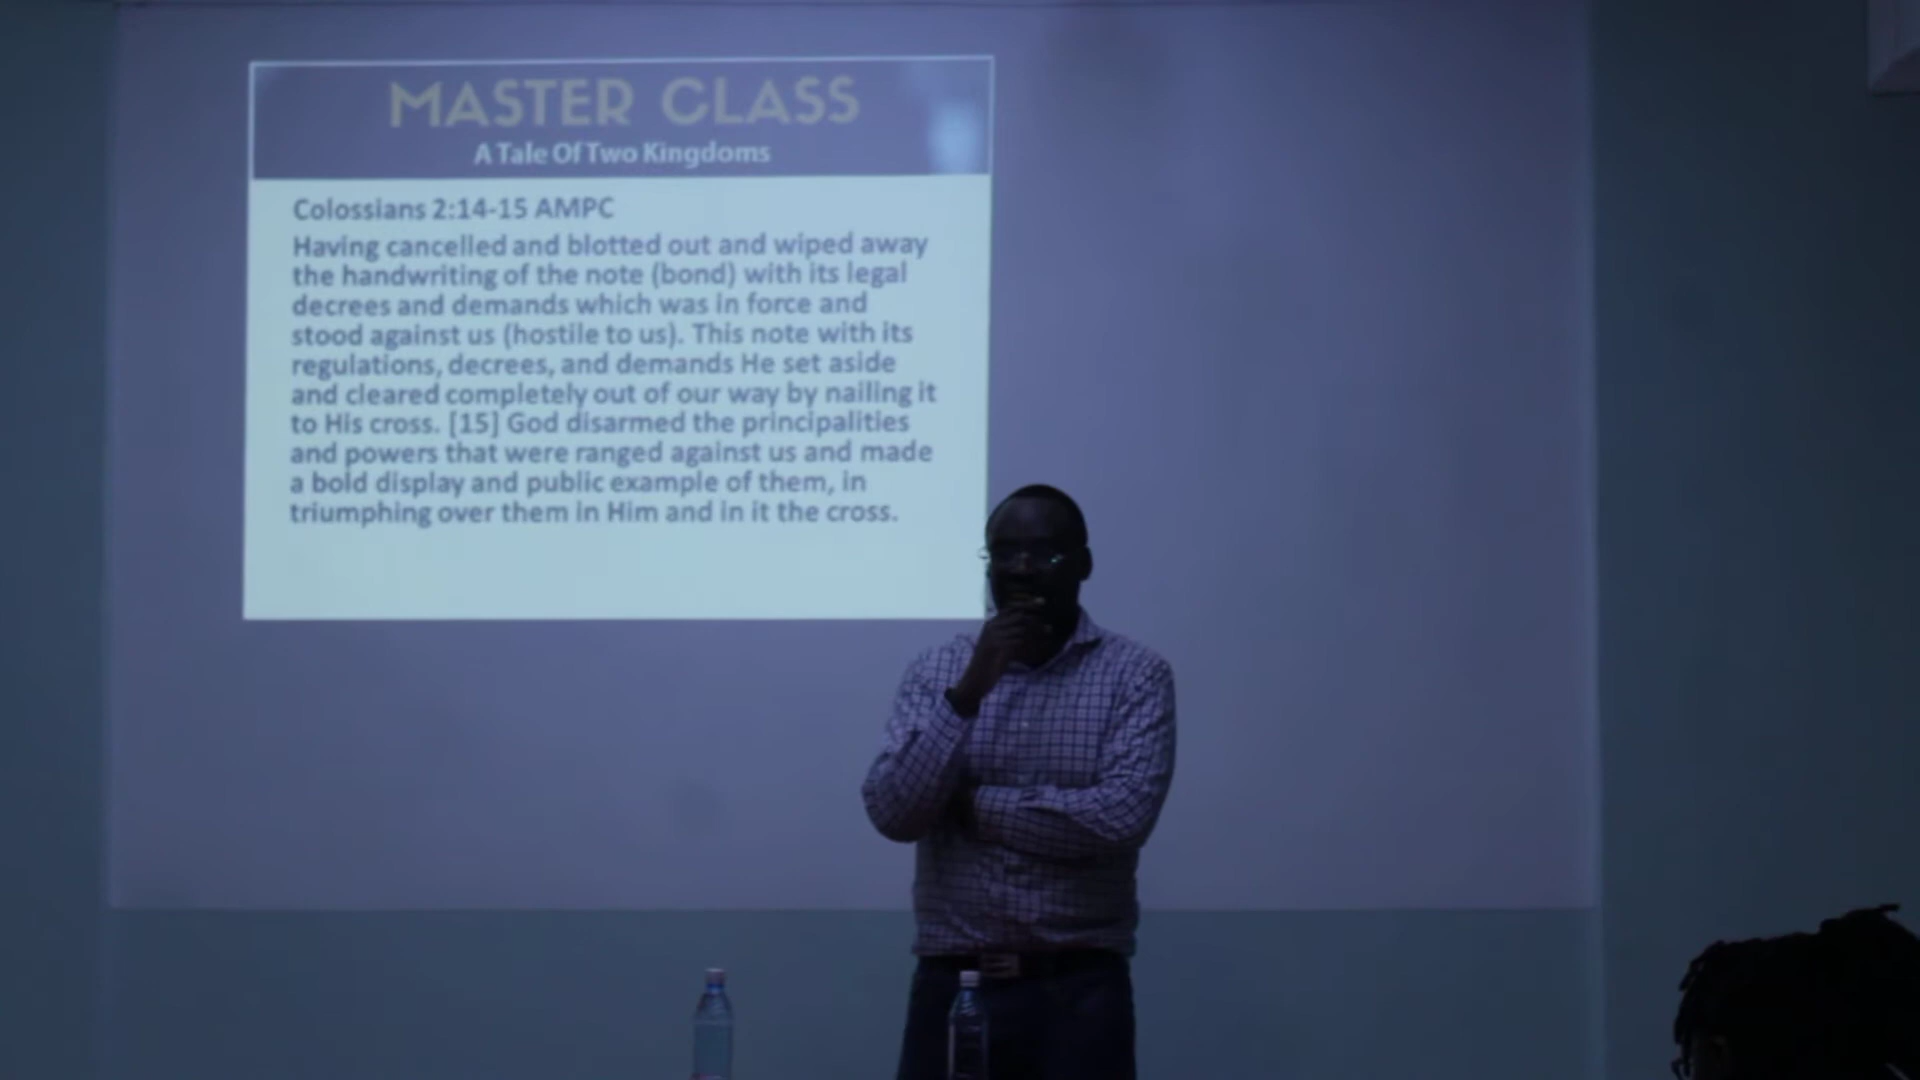 MASTER CLASS
A Tale Of Two Kingdoms
Colossians 2:14-15 AMPC
Having cancelled and blotted out and wiped away
the handwriting of the note (bond) with its legal
decrees and demands which was in force and
stood against us (hostile to us). This note with its
regulations, decrees, and demands He set aside
and cleared completely out of our way by nailing it
to His cross. [15] God disarmed the principalities
and powers that were ranged against us and made
a bold display and public example of them, in
triumphing over them in Him and in it the cross.